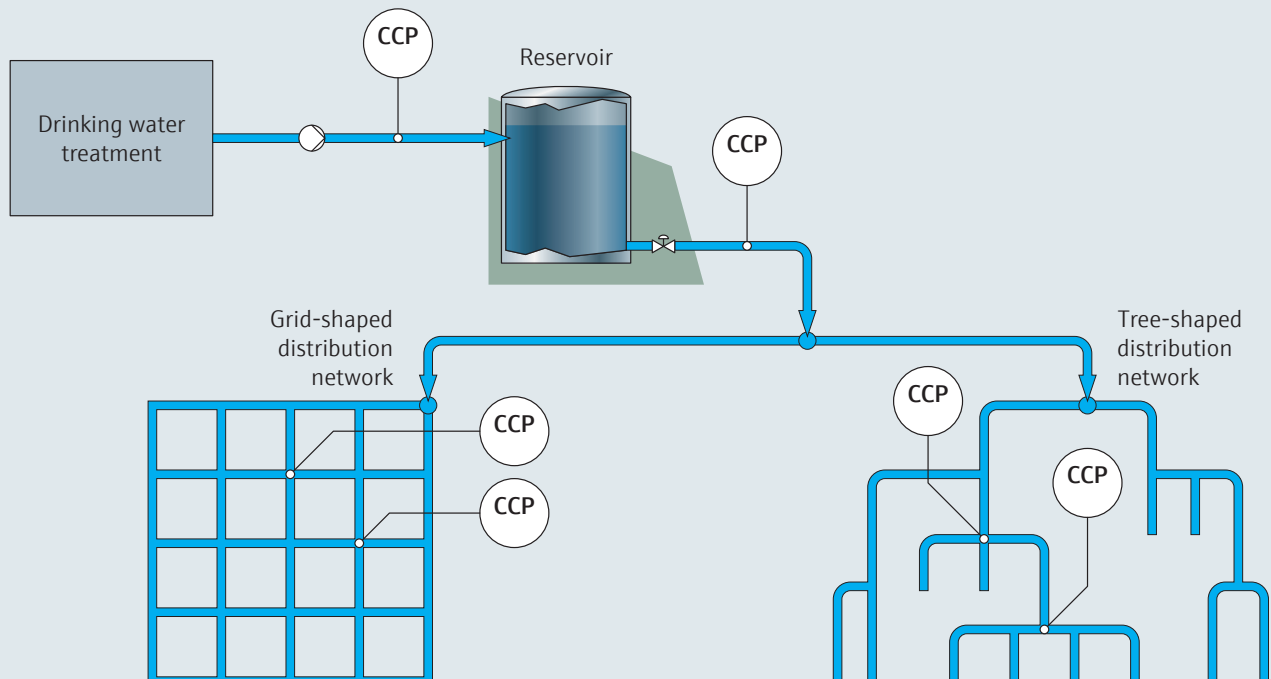 CCP
Reservoir
Drinking water
treatment
CCP
Grid-shaped
distribution
network
Tree-shaped
distribution
network
CCP
CCP
CCP
CCP